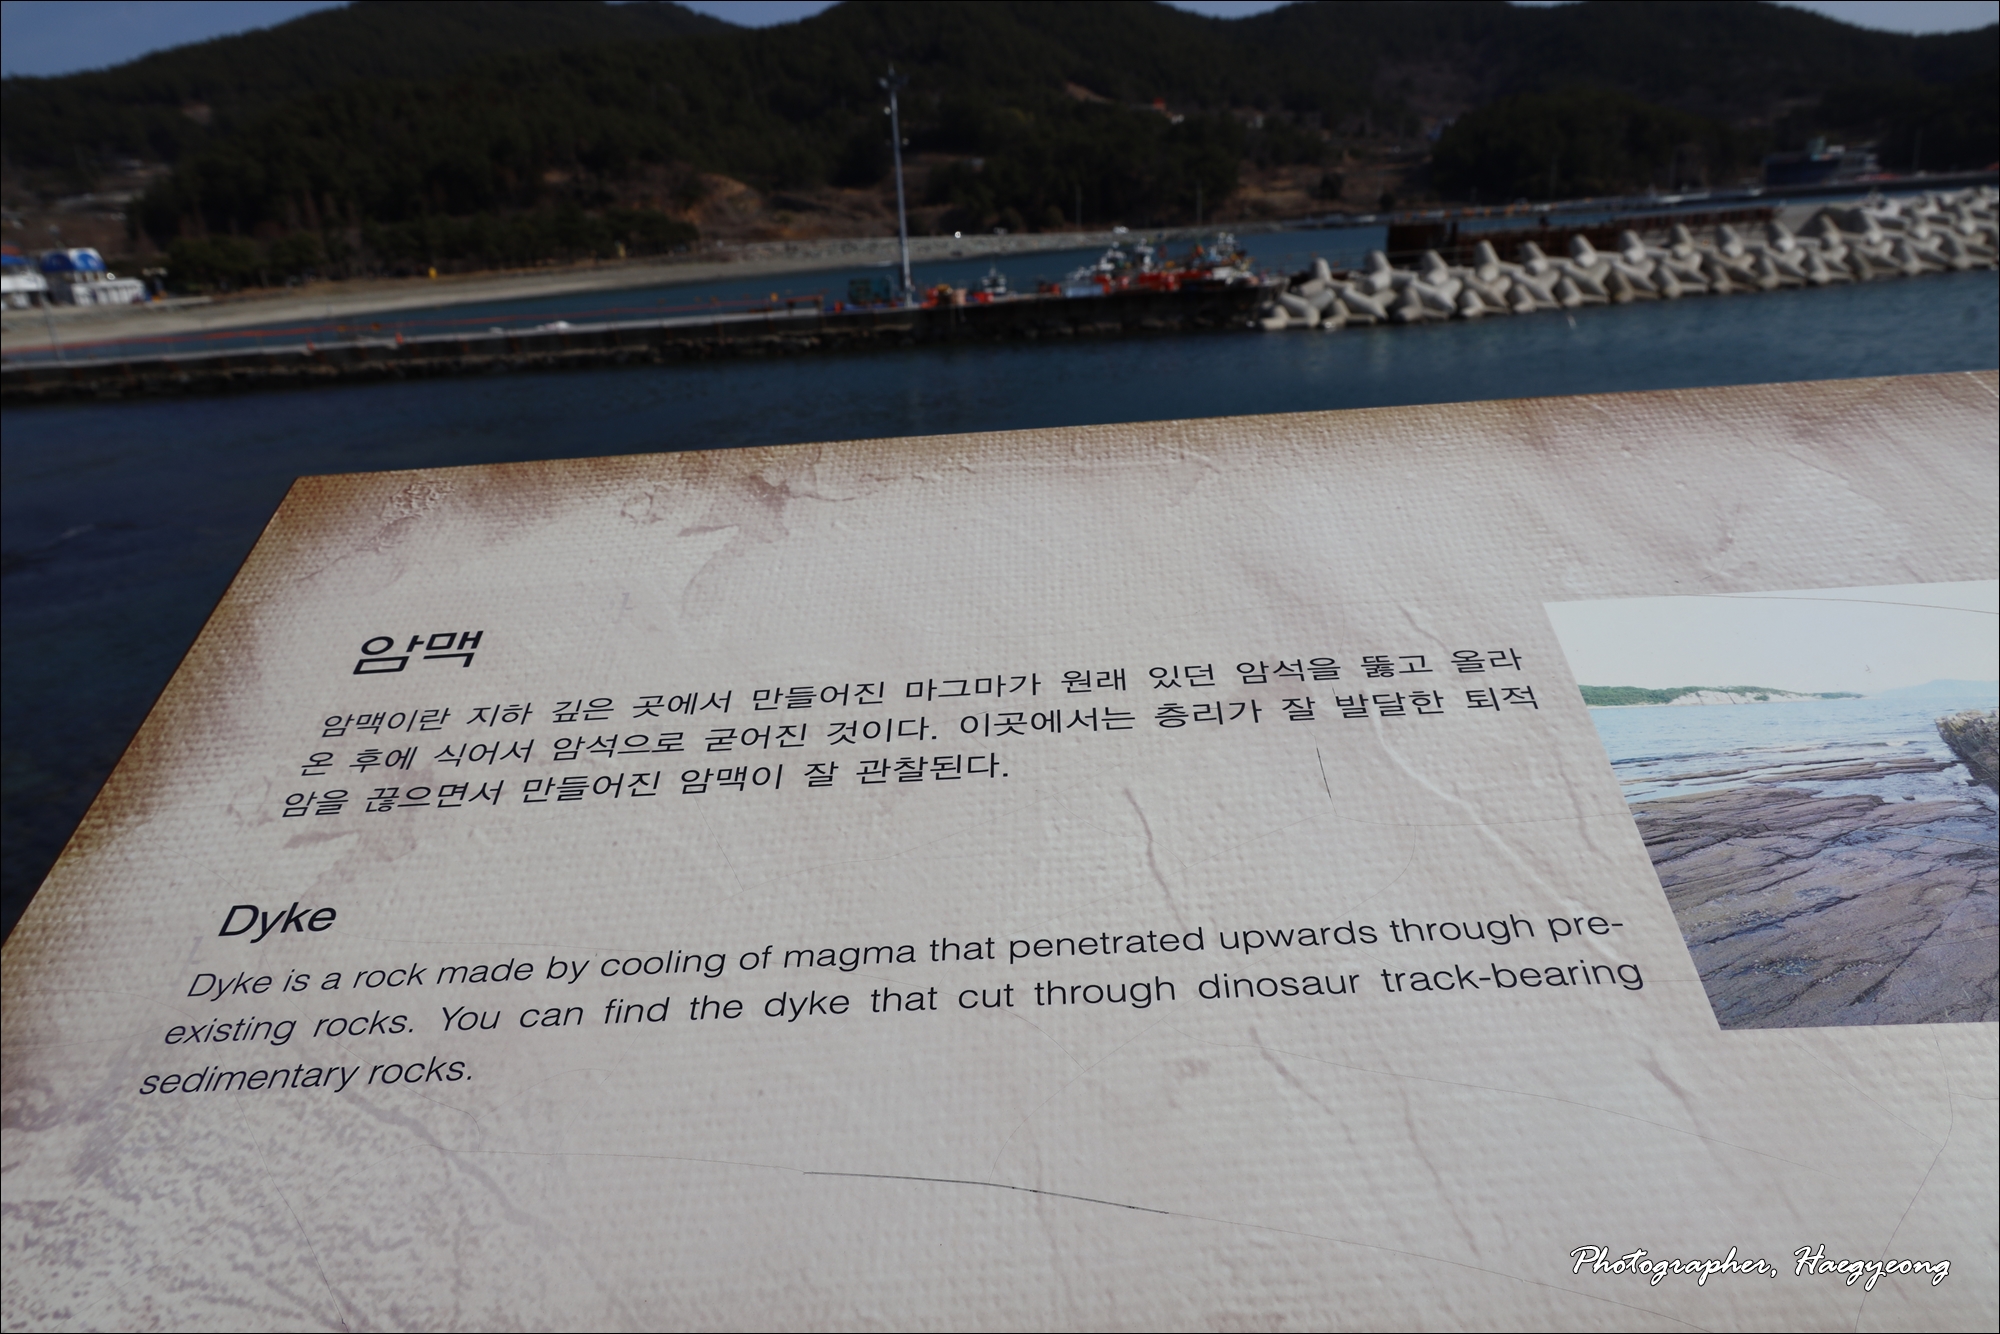 암맥
암맥이란 지하 깊은 곳에서 만들어진 마그마가 원래 있던 암석을 뚫고 올라
온 후에 식어서 암석으로 굳어진 것이다. 이곳에서는 층리가 잘 발달한 퇴적
암을 끊으면서 만들어진 암맥이 잘 관찰된다.
Dyke
Dyke is a rock made by cooling of magma that penetrated upwards through pre-
existing rocks. You can find the dyke that cut through dinosaur track-bearing
sedimentary rocks.
Photographer, Haegyeong